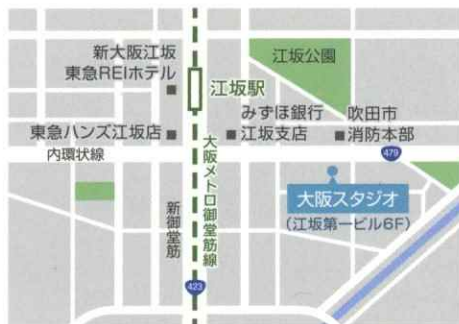 新大阪江坂
東急REIホテル
江坂公園
江坂駅
みずほ銀行
江坂支店
吹田市
消防本部
東急ハンズ江坂店
内環状線
479
大阪メトロ御堂筋線
新御堂筋
大阪スタジオ
(江坂第一ビル6F)
423